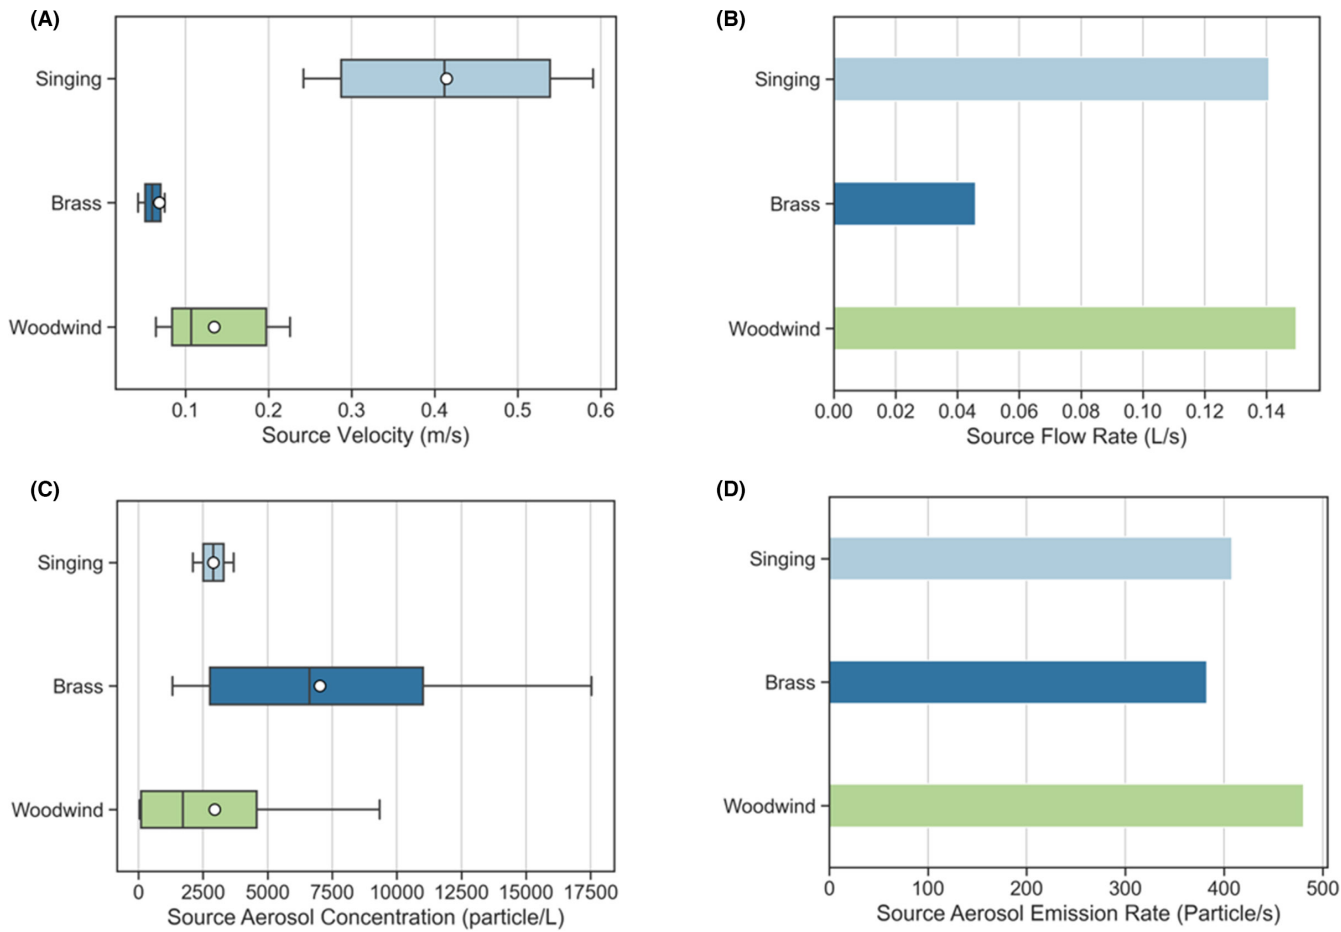 (A)
Singing
Brass
Woodwind
0.1 0.2 0.3 0.4 0.5 0.6
Source Velocity (m/s)
(B)
Singing
Brass
Woodwind
0.00 0.02 0.04 0.06 0.08 0.10 0.12 0.14
Source Flow Rate (L/s)
(C)
Singing
Brass
Woodwind
0 2500 5000 7500 10000 12500 15000 17500
Source Aerosol Concentration (particle/L)
(D)
Singing
Brass
Woodwind
0 100 200 300 400 500
Source Aerosol Emission Rate (Particle/s)